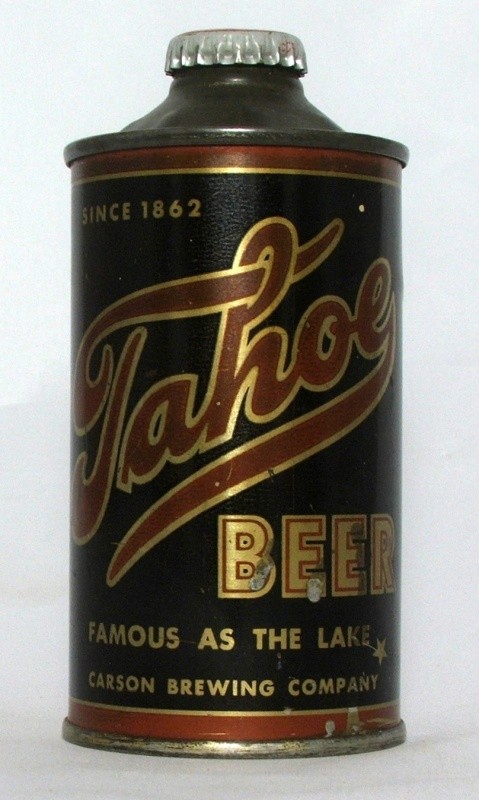 SINCE 1862
Tahoe
BEER
FAMOUS AS THE LAKE
CARSON BREWING COMPANY